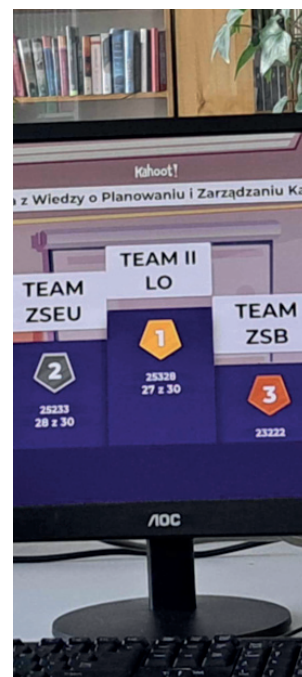 Kahoot!
z Wiedzy o Planowaniu i Zarządzaniu
TEAM II
LO
1
25328
27 z 30
TEAM
ZSEU
2
25233
28 z 30
TEAM
ZSB
3
23222
AOC